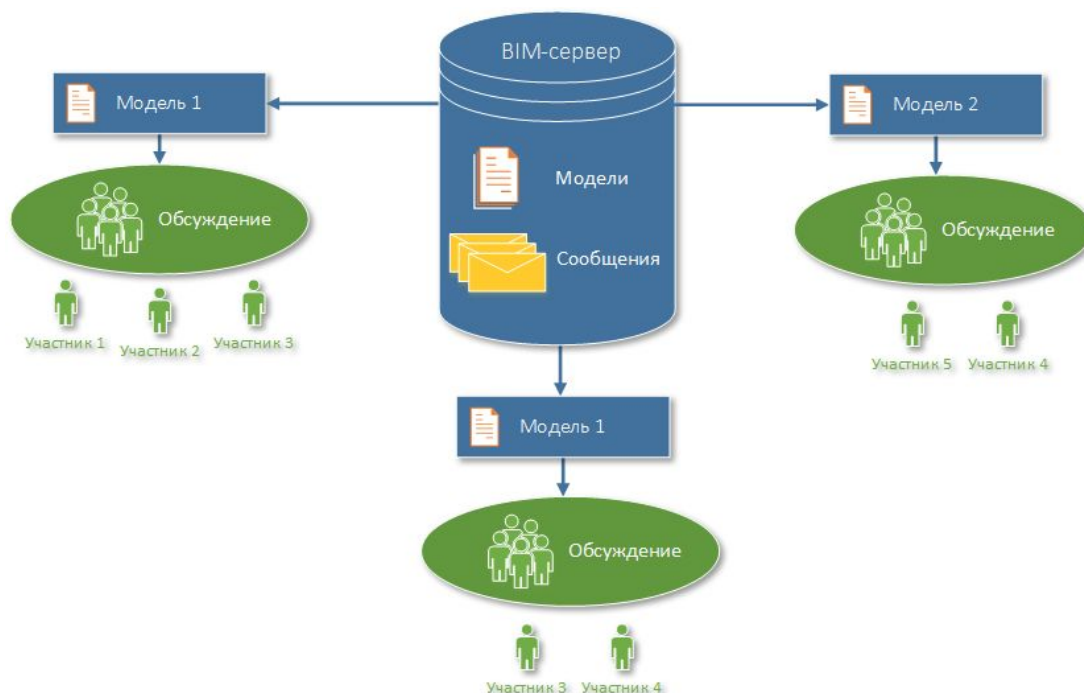 BIM-сервер
Модели
Сообщения
Модель 1
Обсуждение
Участник 1
Участник 2
Участник 3
Модель 2
Обсуждение
Участник 5
Участник 4
Модель 1
Обсуждение
Участник 3
Участник 4